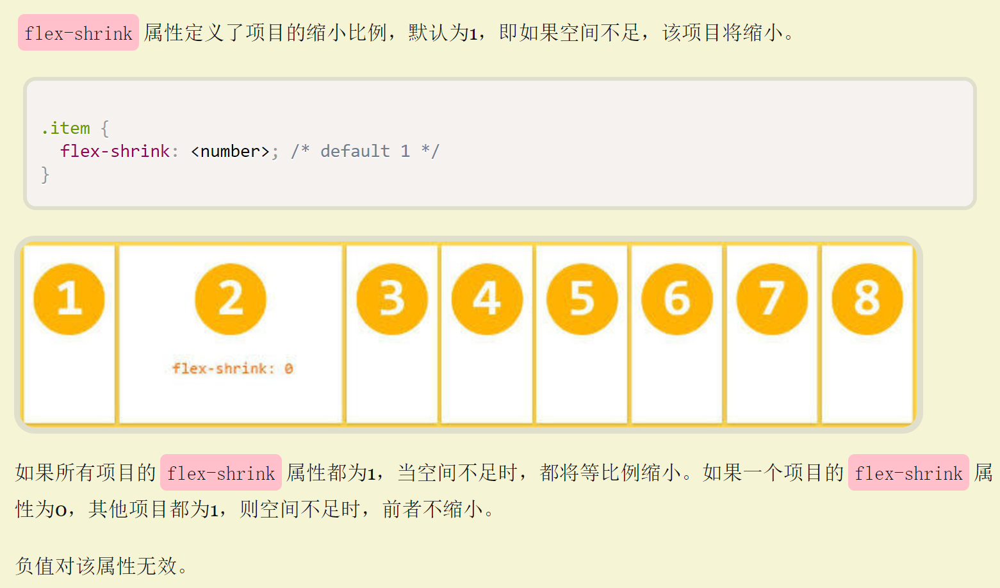 flex-shrink 属性定义了项目的缩小比例，默认为1，即如果空间不足，该项目将缩小。
.item {
  flex-shrink: <number>; /* default 1 */
}
1 2 3 4 5 6 7 8
flex-shrink: 0
如果所有项目的 flex-shrink 属性都为1，当空间不足时，都将等比例缩小。如果一个项目的 flex-shrink 属
性为0，其他项目都为1，则空间不足时，前者不缩小。
负值对该属性无效。